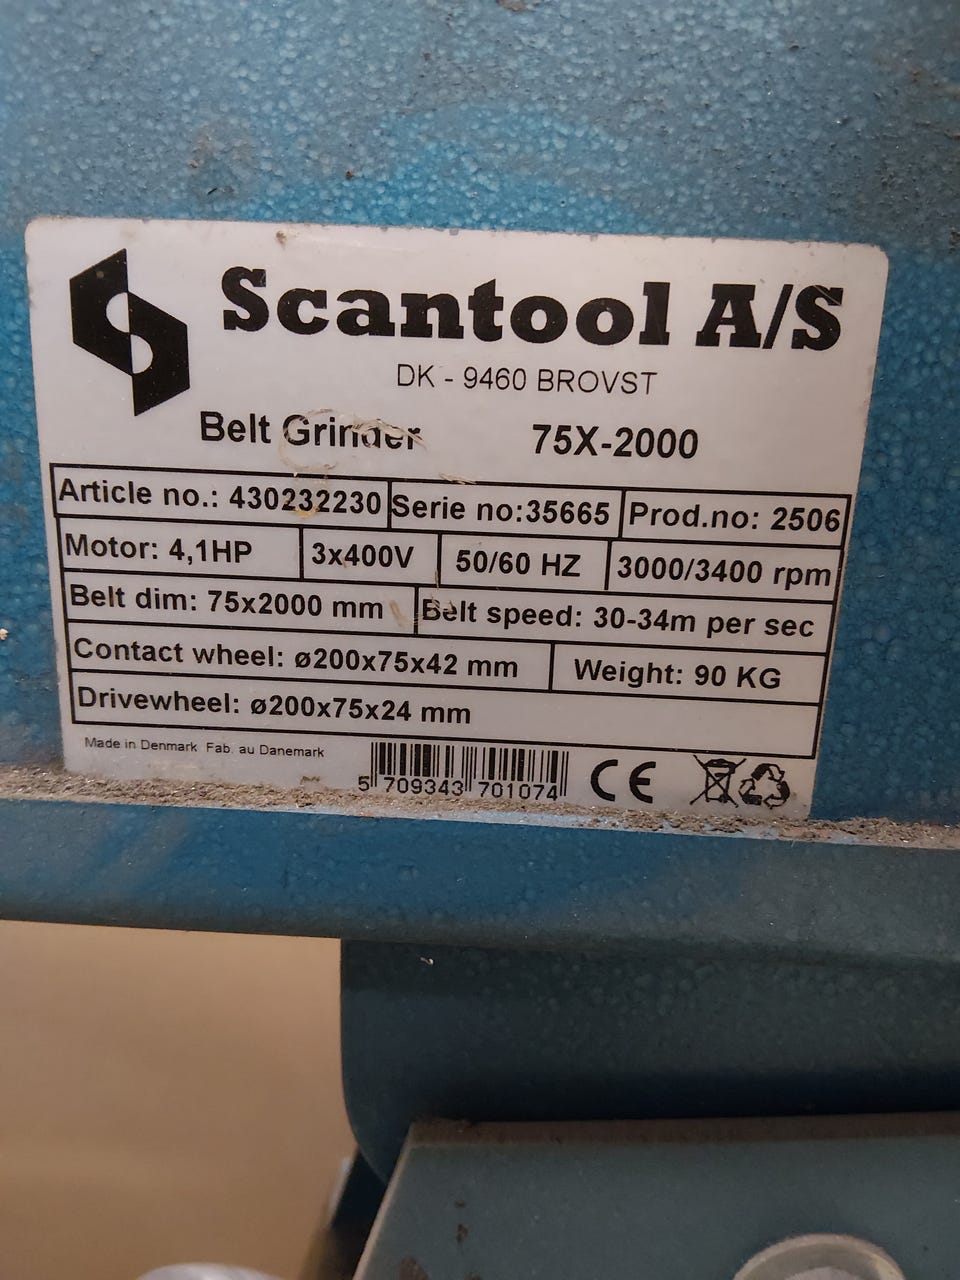 Scantool A/S
DK - 9460 BROVST
Belt Grinder 75X-2000
Article no.: 430232230 Serie no:35665 Prod.no: 2506
Motor: 4,1HP 3x400V 50/60 HZ 3000/3400 rpm
Belt dim: 75x2000 mm Belt speed: 30-34m per sec
Contact wheel: ø200x75x42 mm Weight: 90 KG
Drivewheel: ø200x75x24 mm
Made in Denmark Fab. au Danemark
5 709343 701074 CE